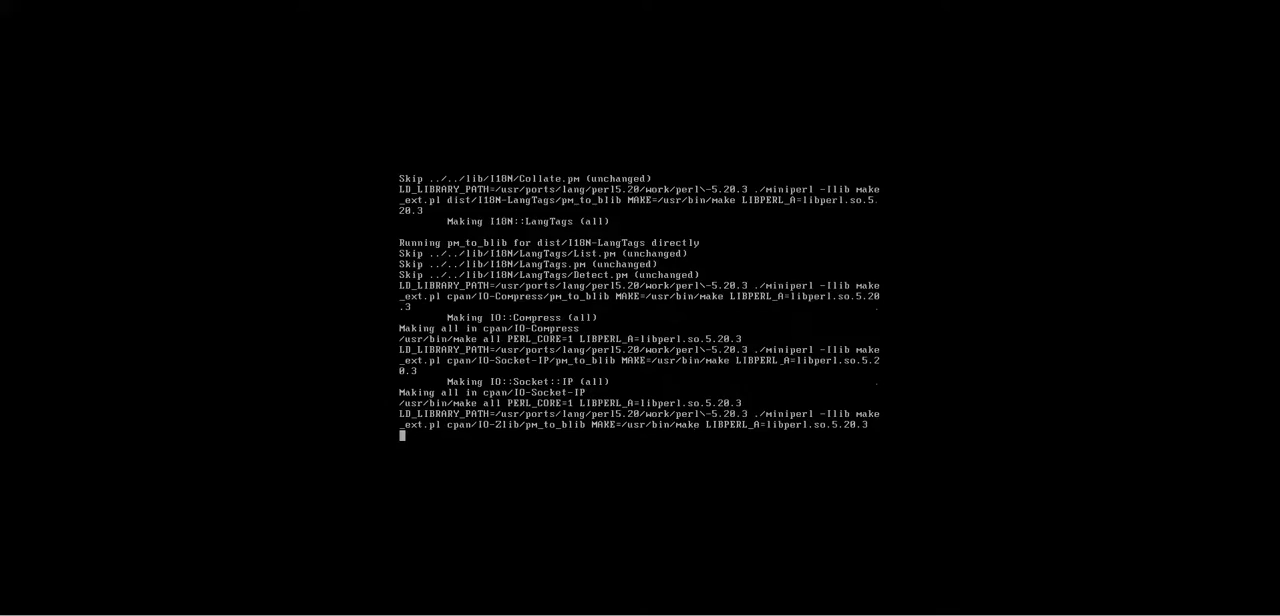 Skip ../../lib/I18N/Collate.pm (unchanged)
LD_LIBRARY_PATH=/usr/ports/lang/perl5.20/work/perl\-5.20.3 ./miniperl -Ilib make
_ext.pl dist/I18N-LangTags/pm_to_blib MAKE=/usr/bin/make LIBPERL_A=libperl.so.5.
20.3
Making I18N::LangTags (all)
Running pm_to_blib for dist/I18N-LangTags directly
Skip ../../lib/I18N/LangTags/List.pm (unchanged)
Skip ../../lib/I18N/LangTags.pm (unchanged)
Skip ../../lib/I18N/LangTags/Detect.pm (unchanged)
LD_LIBRARY_PATH=/usr/ports/lang/perl5.20/work/perl\-5.20.3 ./miniperl -Ilib make
_ext.pl cpan/IO-Compress/pm_to_blib MAKE=/usr/bin/make LIBPERL_A=libperl.so.5.20
.3
Making IO::Compress (all)
Making all in cpan/IO-Compress
/usr/bin/make all PERL_CORE=1 LIBPERL_A=libperl.so.5.20.3
LD_LIBRARY_PATH=/usr/ports/lang/perl5.20/work/perl\-5.20.3 ./miniperl -Ilib make
_ext.pl cpan/IO-Socket-IP/pm_to_blib MAKE=/usr/bin/make LIBPERL_A=libperl.so.5.2
0.3
Making IO::Socket::IP (all)
Making all in cpan/IO-Socket-IP
/usr/bin/make all PERL_CORE=1 LIBPERL_A=libperl.so.5.20.3
LD_LIBRARY_PATH=/usr/ports/lang/perl5.20/work/perl\-5.20.3 ./miniperl -Ilib make
_ext.pl cpan/IO-Zlib/pm_to_blib MAKE=/usr/bin/make LIBPERL_A=libperl.so.5.20.3